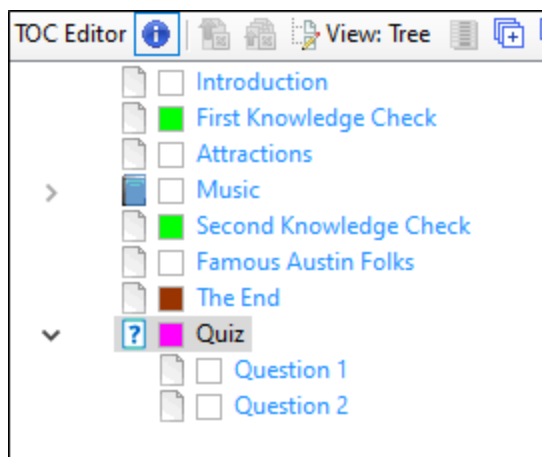 TOC Editor View: Tree
Introduction
First Knowledge Check
Attractions
Music
Second Knowledge Check
Famous Austin Folks
The End
Quiz
Question 1
Question 2